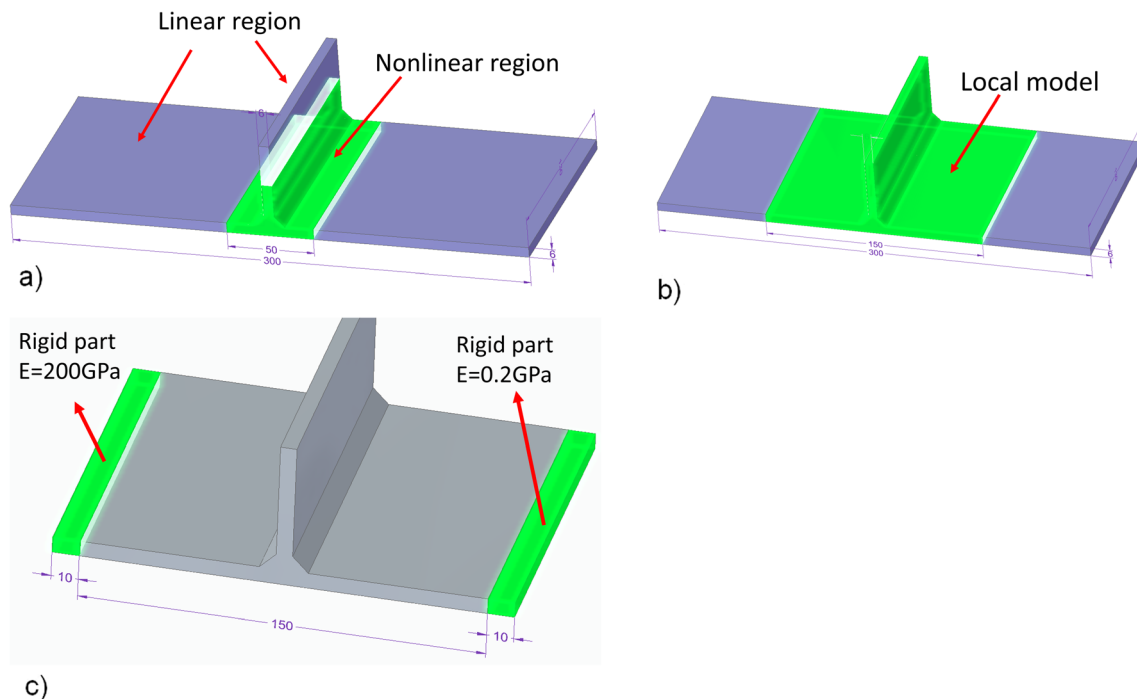 Linear region
Nonlinear region
6
50
300
6
a)
Local model
150
300
6
b)
Rigid part
E=200GPa
Rigid part
E=0.2GPa
10
150
10
c)